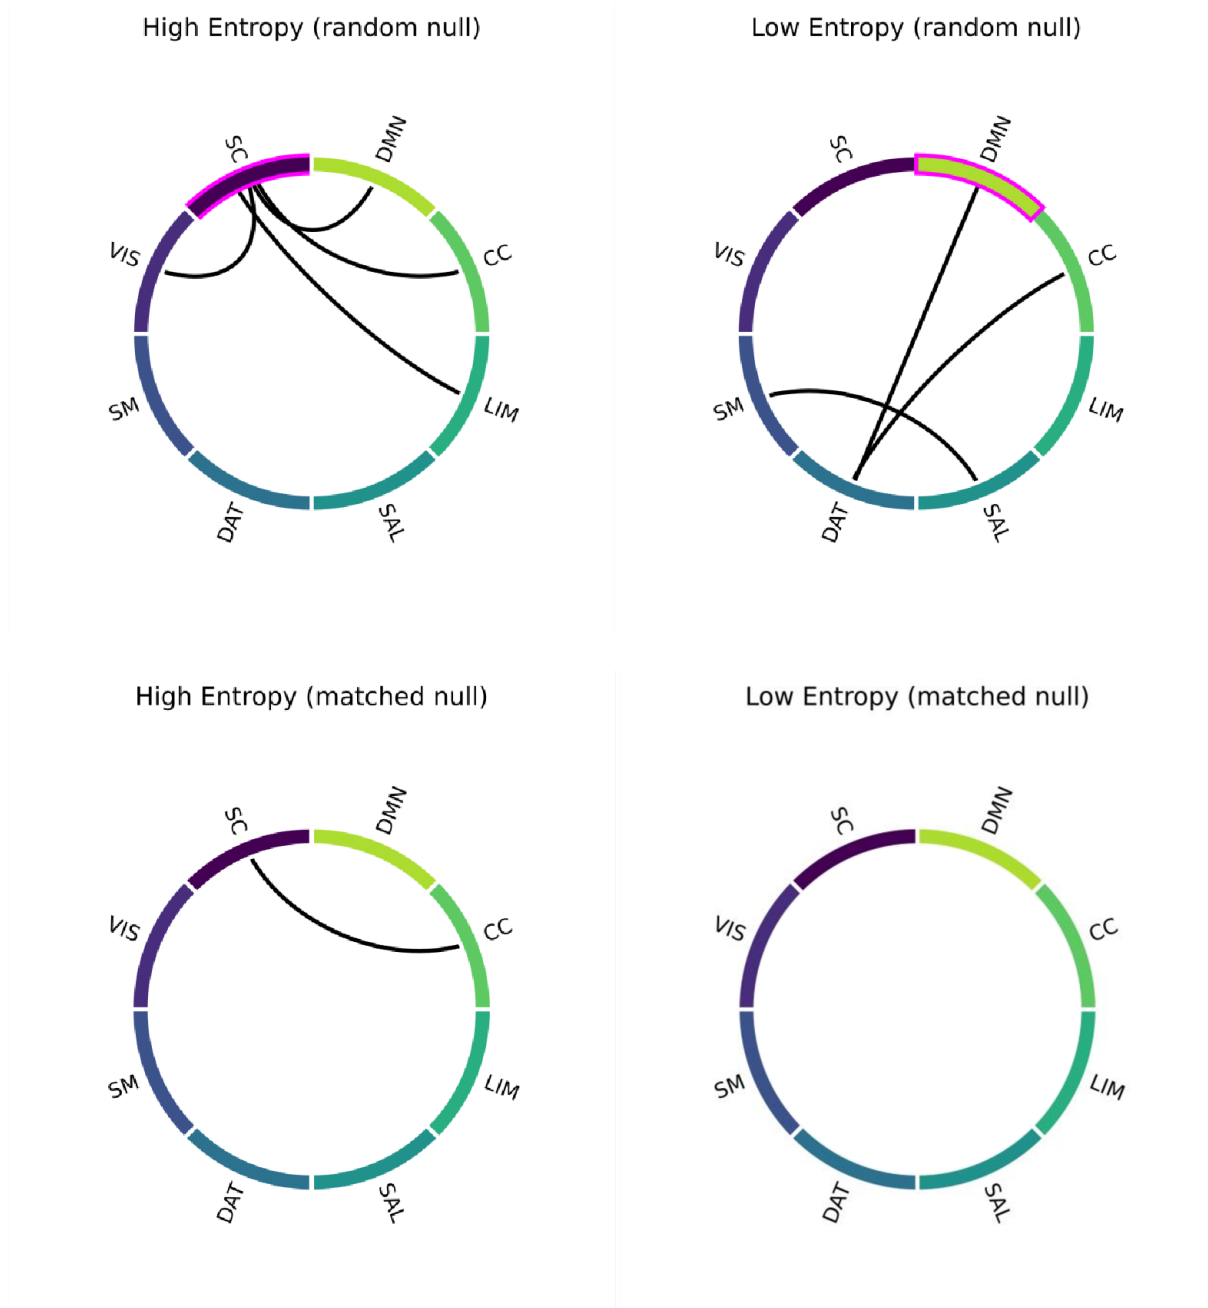 High Entropy (random null)
SC
DMN
VIS
CC
SM
LIM
DAT
SAL
Low Entropy (random null)
SC
DMN
VIS
CC
SM
LIM
DAT
SAL
High Entropy (matched null)
SC
DMN
VIS
CC
SM
LIM
DAT
SAL
Low Entropy (matched null)
SC
DMN
VIS
CC
SM
LIM
DAT
SAL